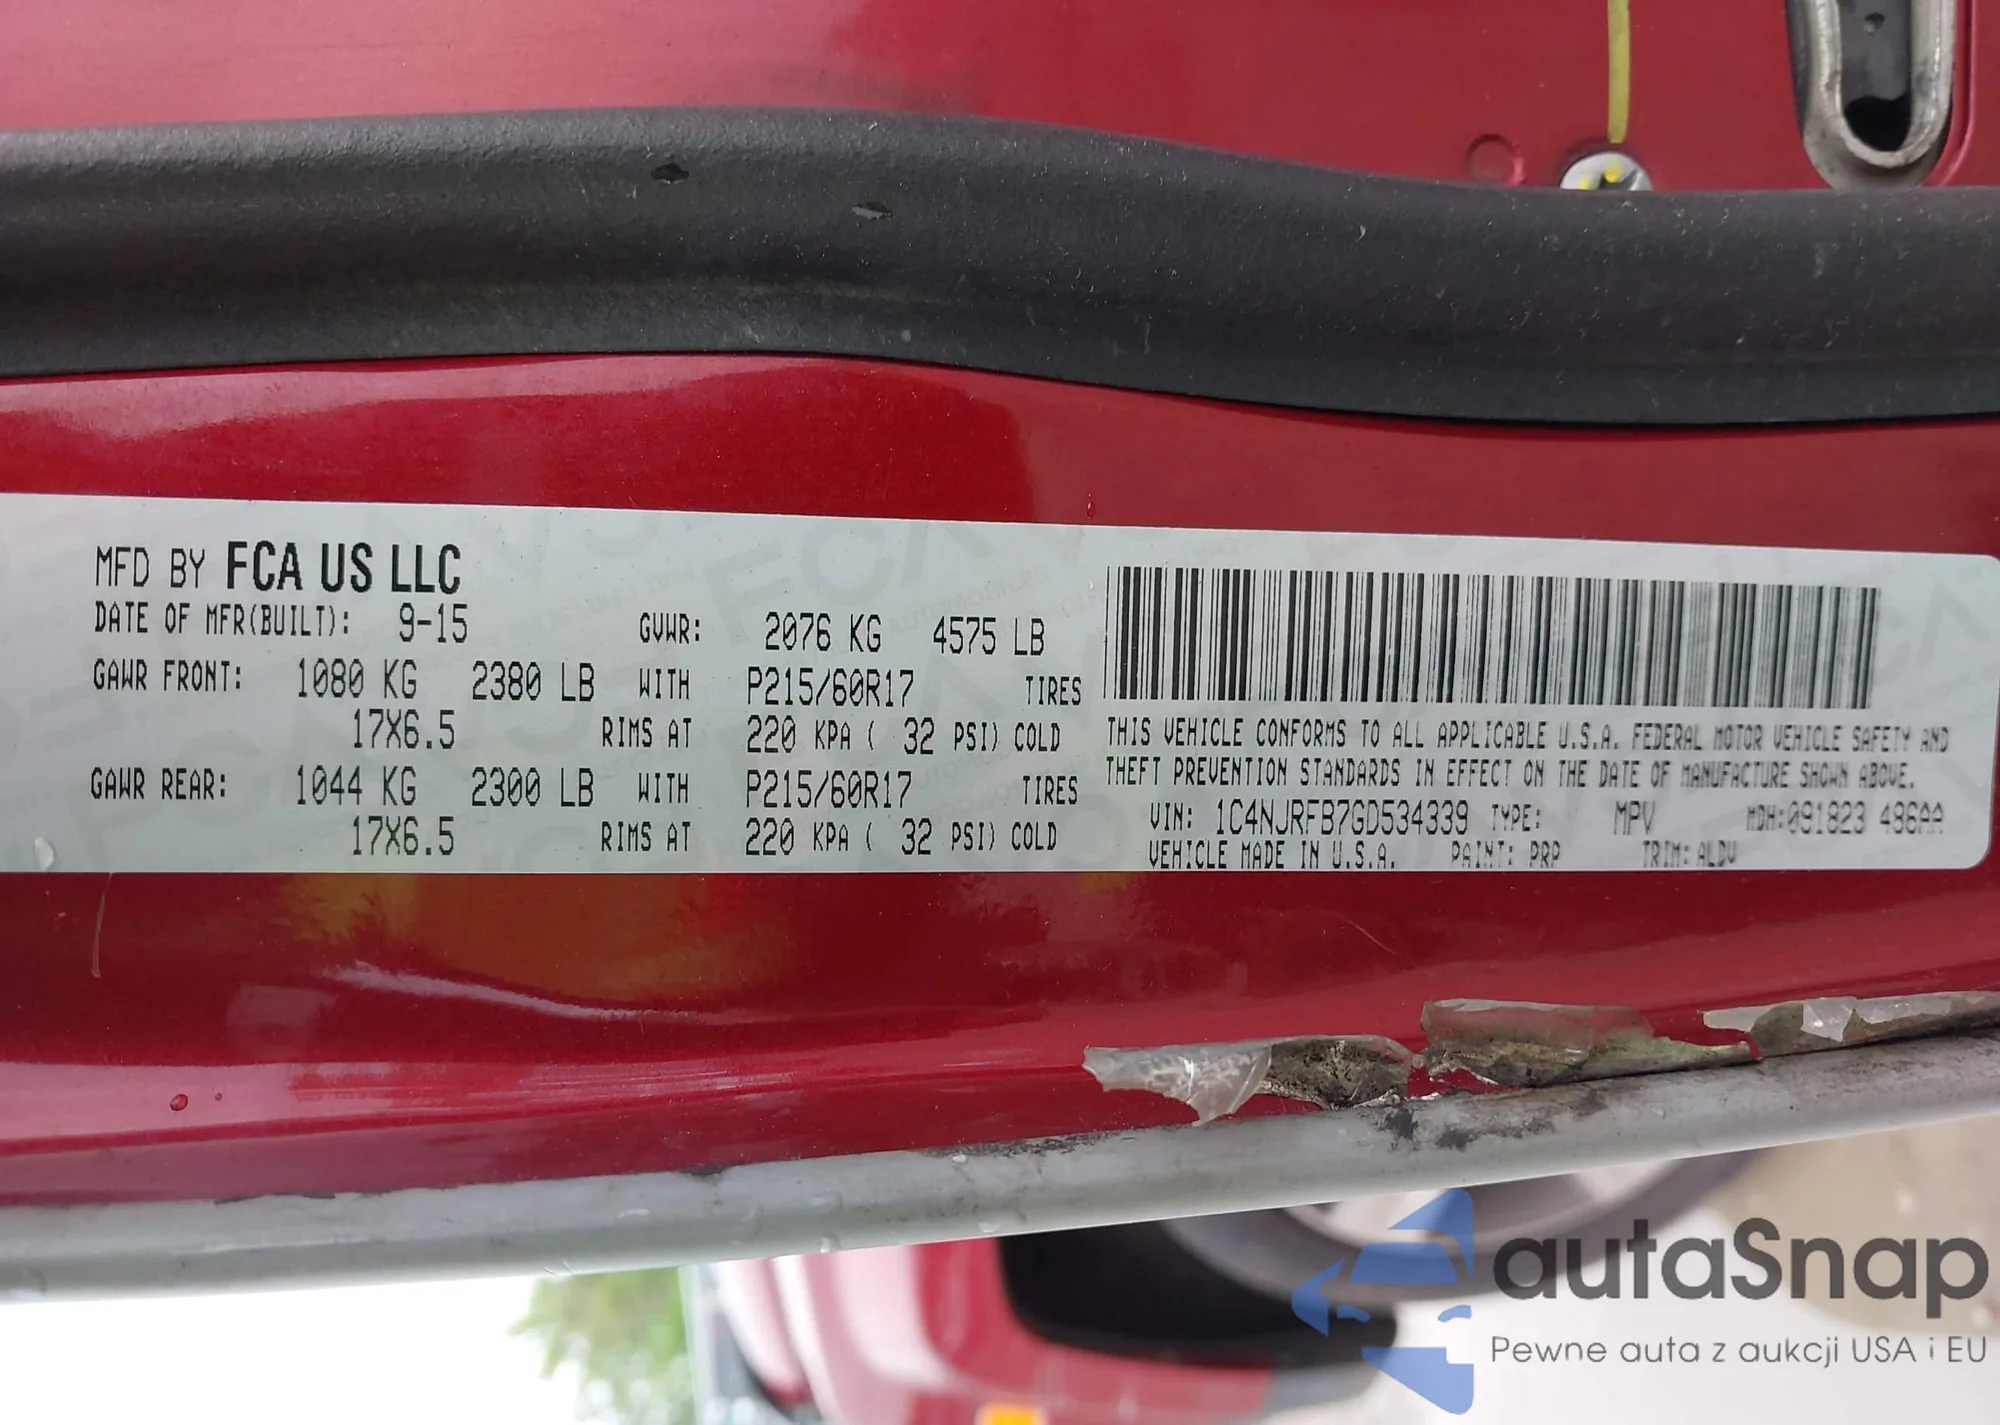 MFD BY FCA US LLC
DATE OF MFR(BUILT): 9-15 GVWR: 2076 KG 4575 LB
GAWR FRONT: 1080 KG 2380 LB WITH P215/60R17 TIRES
17X6.5 RIMS AT 220 KPA ( 32 PSI) COLD
GAWR REAR: 1044 KG 2300 LB WITH P215/60R17 TIRES
17X6.5 RIMS AT 220 KPA ( 32 PSI) COLD
THIS VEHICLE CONFORMS TO ALL APPLICABLE U.S.A. FEDERAL MOTOR VEHICLE SAFETY AND
THEFT PREVENTION STANDARDS IN EFFECT ON THE DATE OF MANUFACTURE SHOWN ABOVE.
VIN: 1C4NJRFB7GD534339 TYPE: MPV MDH:091823 486AA
VEHICLE MADE IN U.S.A. PAINT: PRP TRIM: ALDV
autaSnap
Pewne auta z aukcji USA i EU